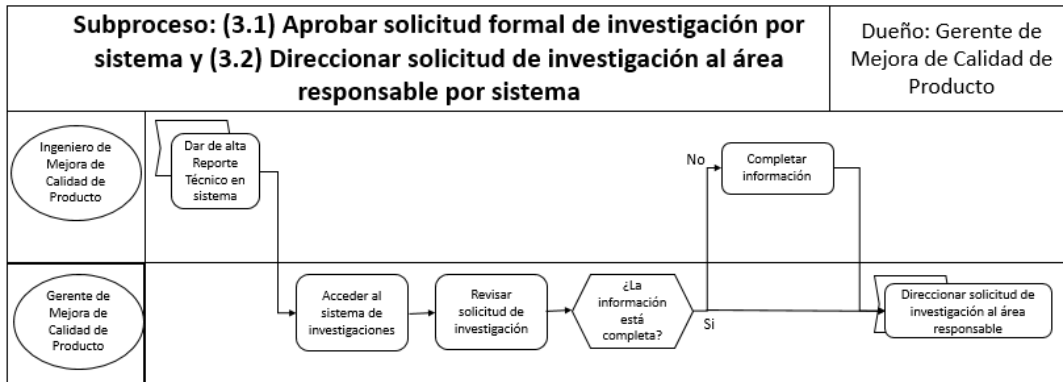 Subproceso: (3.1) Aprobar solicitud formal de investigación por
sistema y (3.2) Direccionar solicitud de investigación al área
responsable por sistema
Dueño: Gerente de
Mejora de Calidad de
Producto
Ingeniero de
Mejora de
Calidad de
Producto
Dar de alta
Reporte
Técnico en
sistema
No
Completar
información
Gerente de
Mejora de
Calidad de
Producto
Acceder al
sistema de
investigaciones
Revisar
solicitud de
investigación
¿La
información
está
completa?
Si
Direccionar solicitud de
investigación al área
responsable